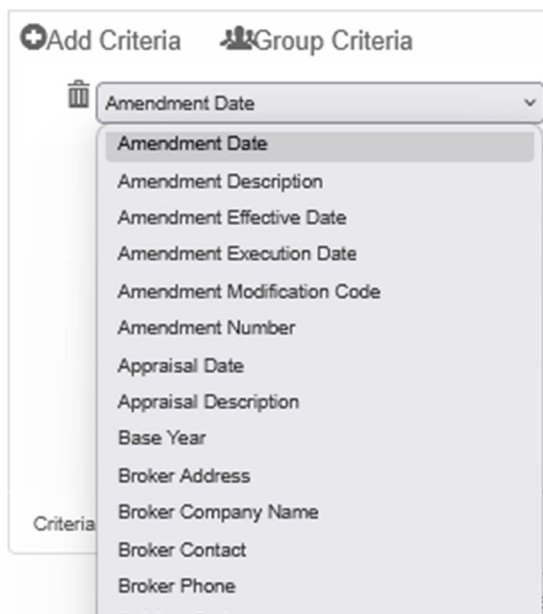 Add Criteria Group Criteria
Amendment Date
Amendment Date
Amendment Description
Amendment Effective Date
Amendment Execution Date
Amendment Modification Code
Amendment Number
Appraisal Date
Appraisal Description
Base Year
Broker Address
Broker Company Name
Criteria
Broker Contact
Broker Phone